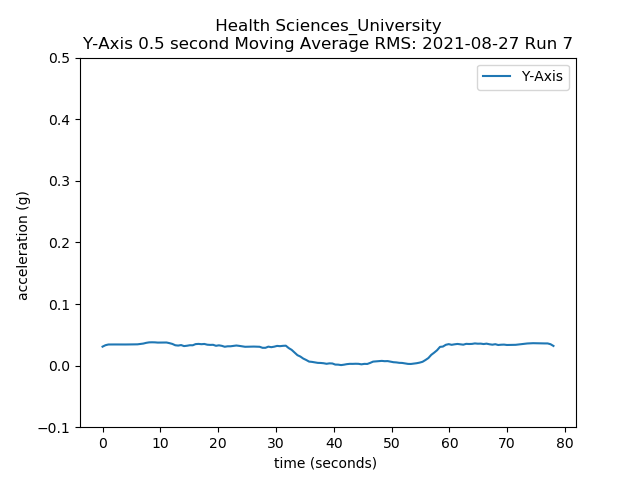 Health Sciences_University
Y-Axis 0.5 second Moving Average RMS: 2021-08-27 Run 7
Y-Axis
acceleration (g)
0.5
0.4
0.3
0.2
0.1
0.0
−0.1
0 10 20 30 40 50 60 70 80
time (seconds)